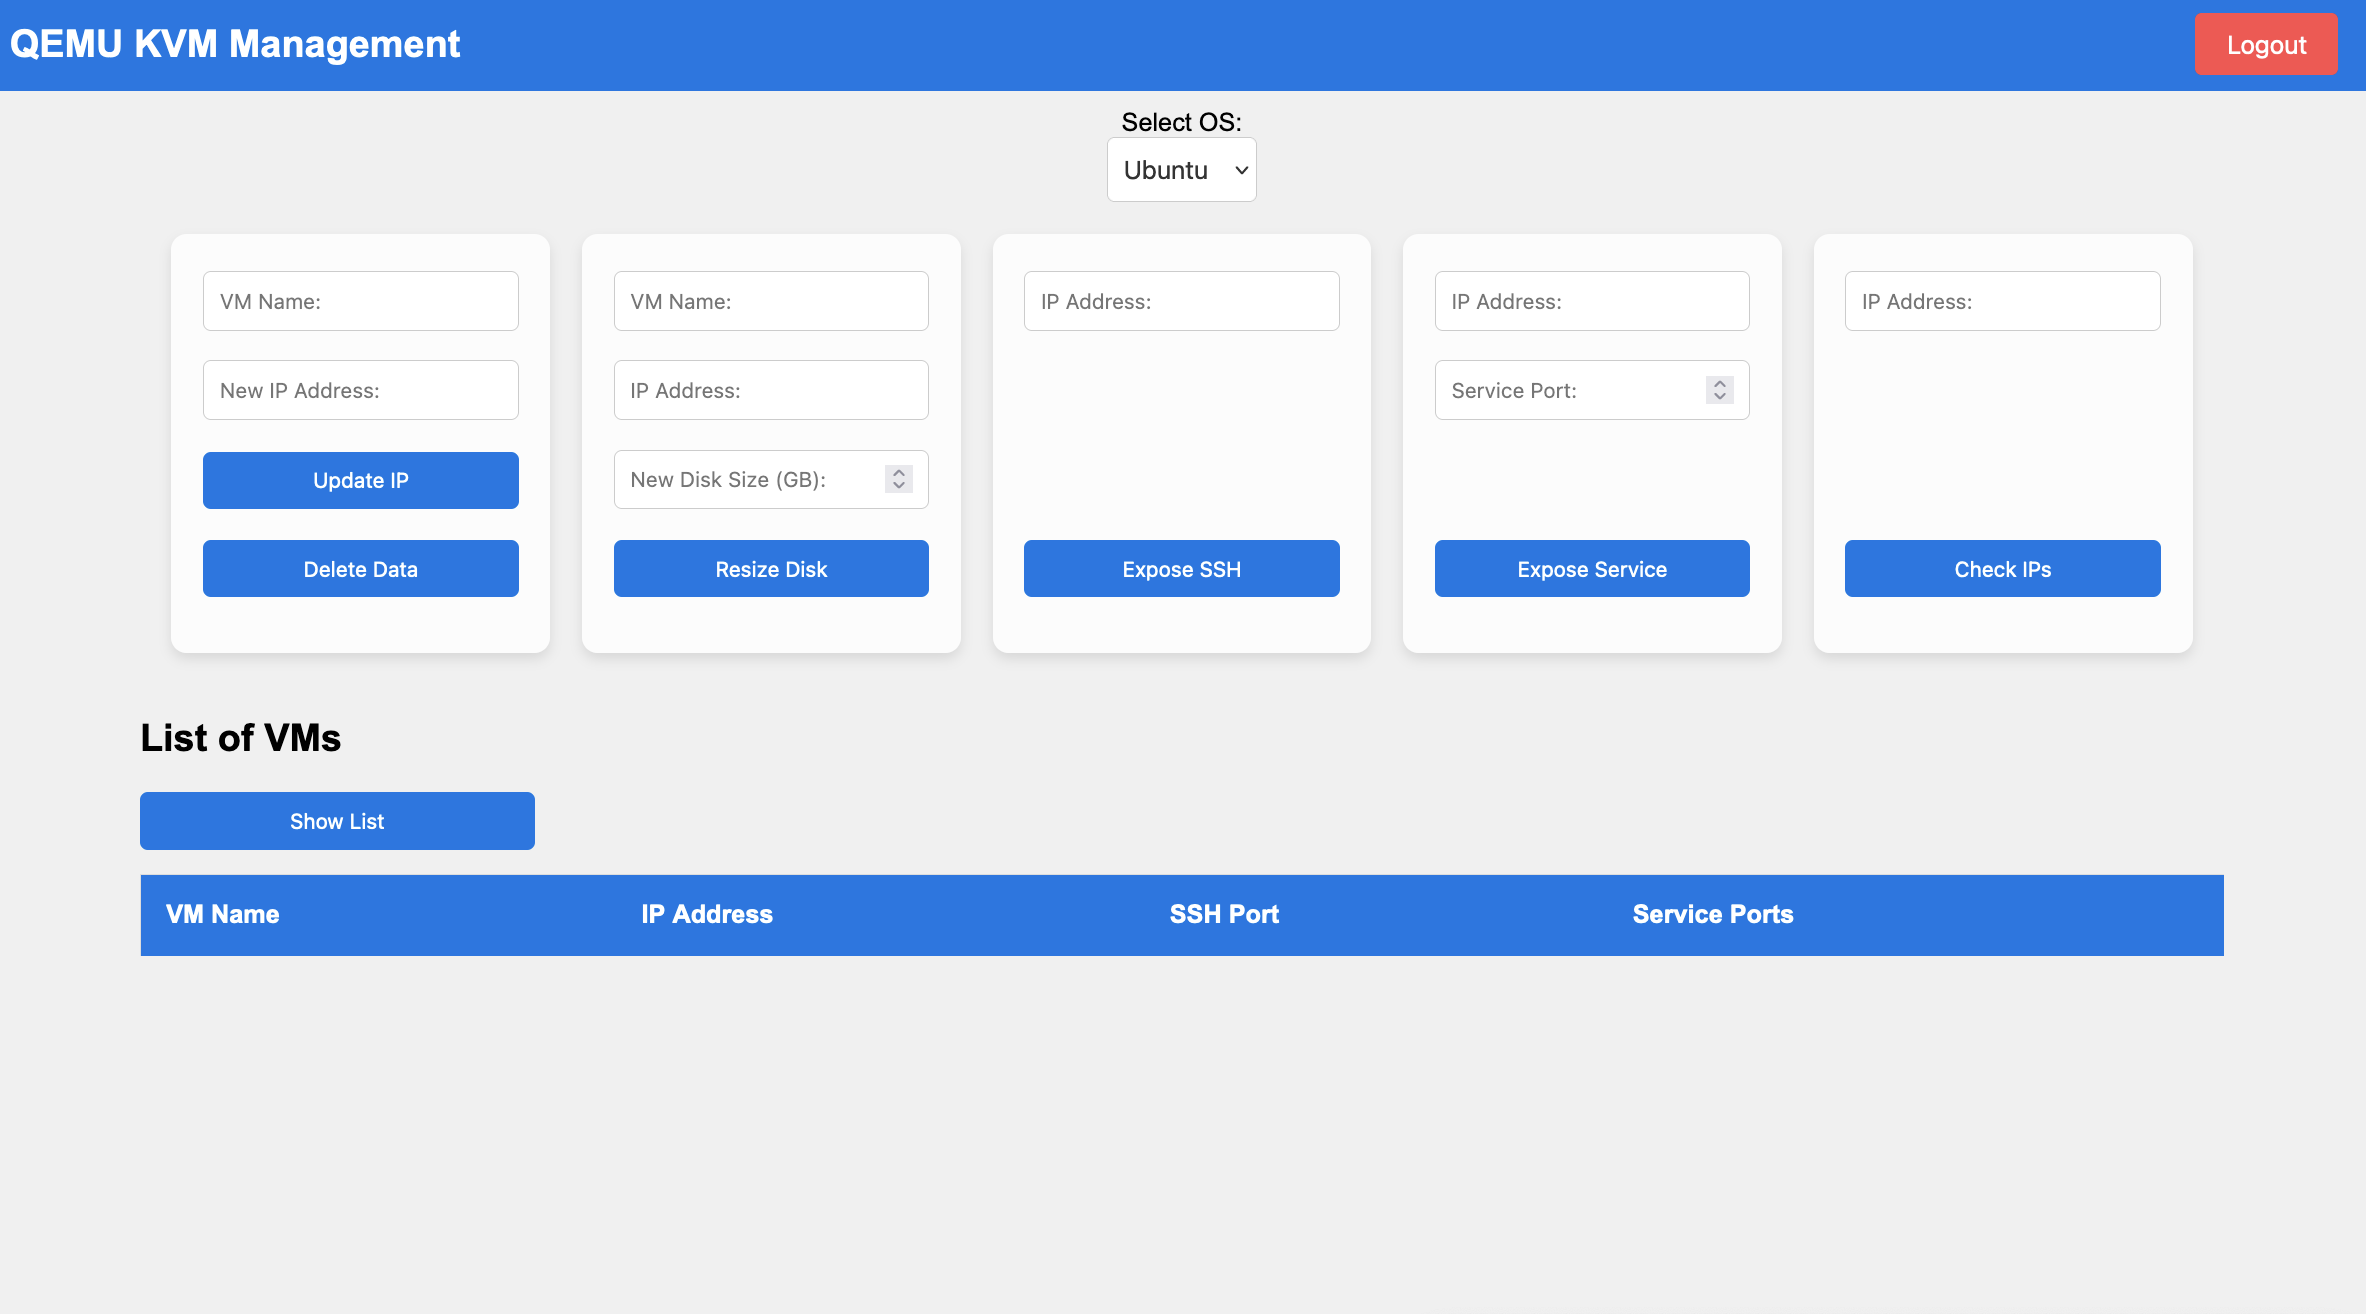 QEMU KVM Management
Logout
Select OS:
Ubuntu
VM Name:
New IP Address:
Update IP
Delete Data
VM Name:
IP Address:
New Disk Size (GB):
Resize Disk
IP Address:
Expose SSH
IP Address:
Service Port:
Expose Service
IP Address:
Check IPs
List of VMs
Show List
VM Name IP Address SSH Port Service Ports